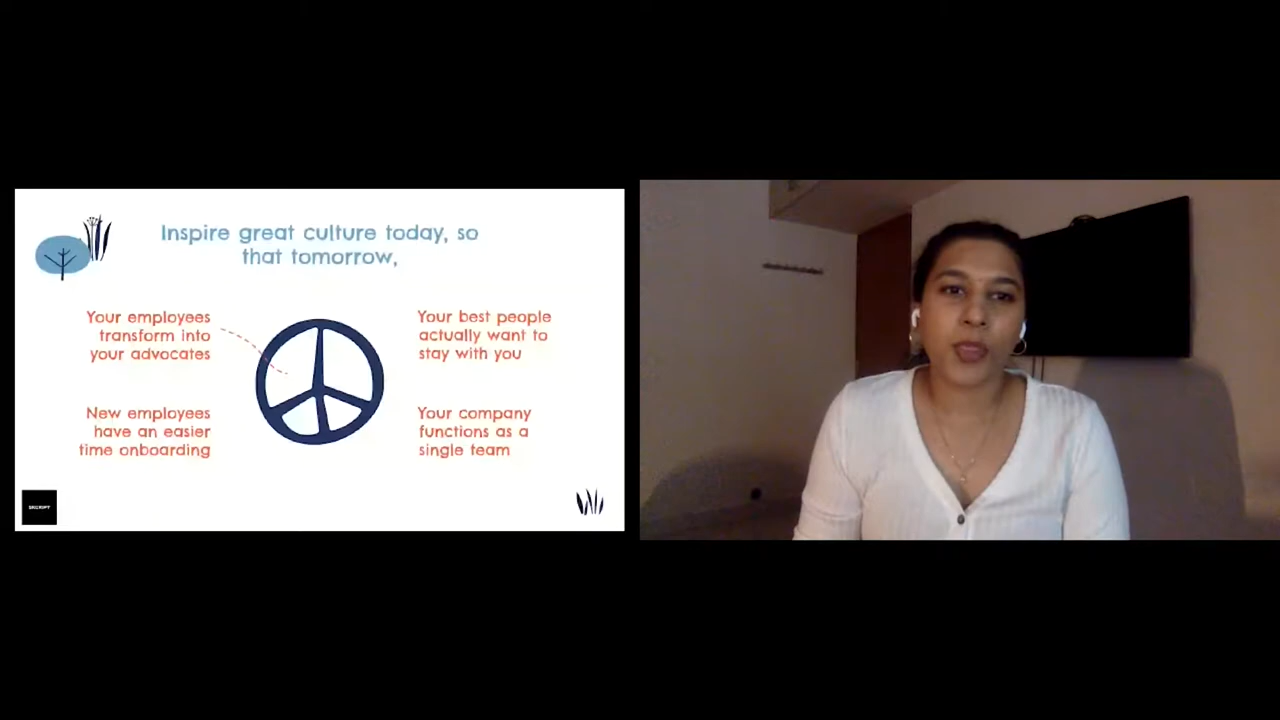 Inspire great culture today, so
that tomorrow,
Your employees
transform into
your advocates
Your best people
actually want to
stay with you
New employees
have an easier
time onboarding
Your company
functions as a
single team